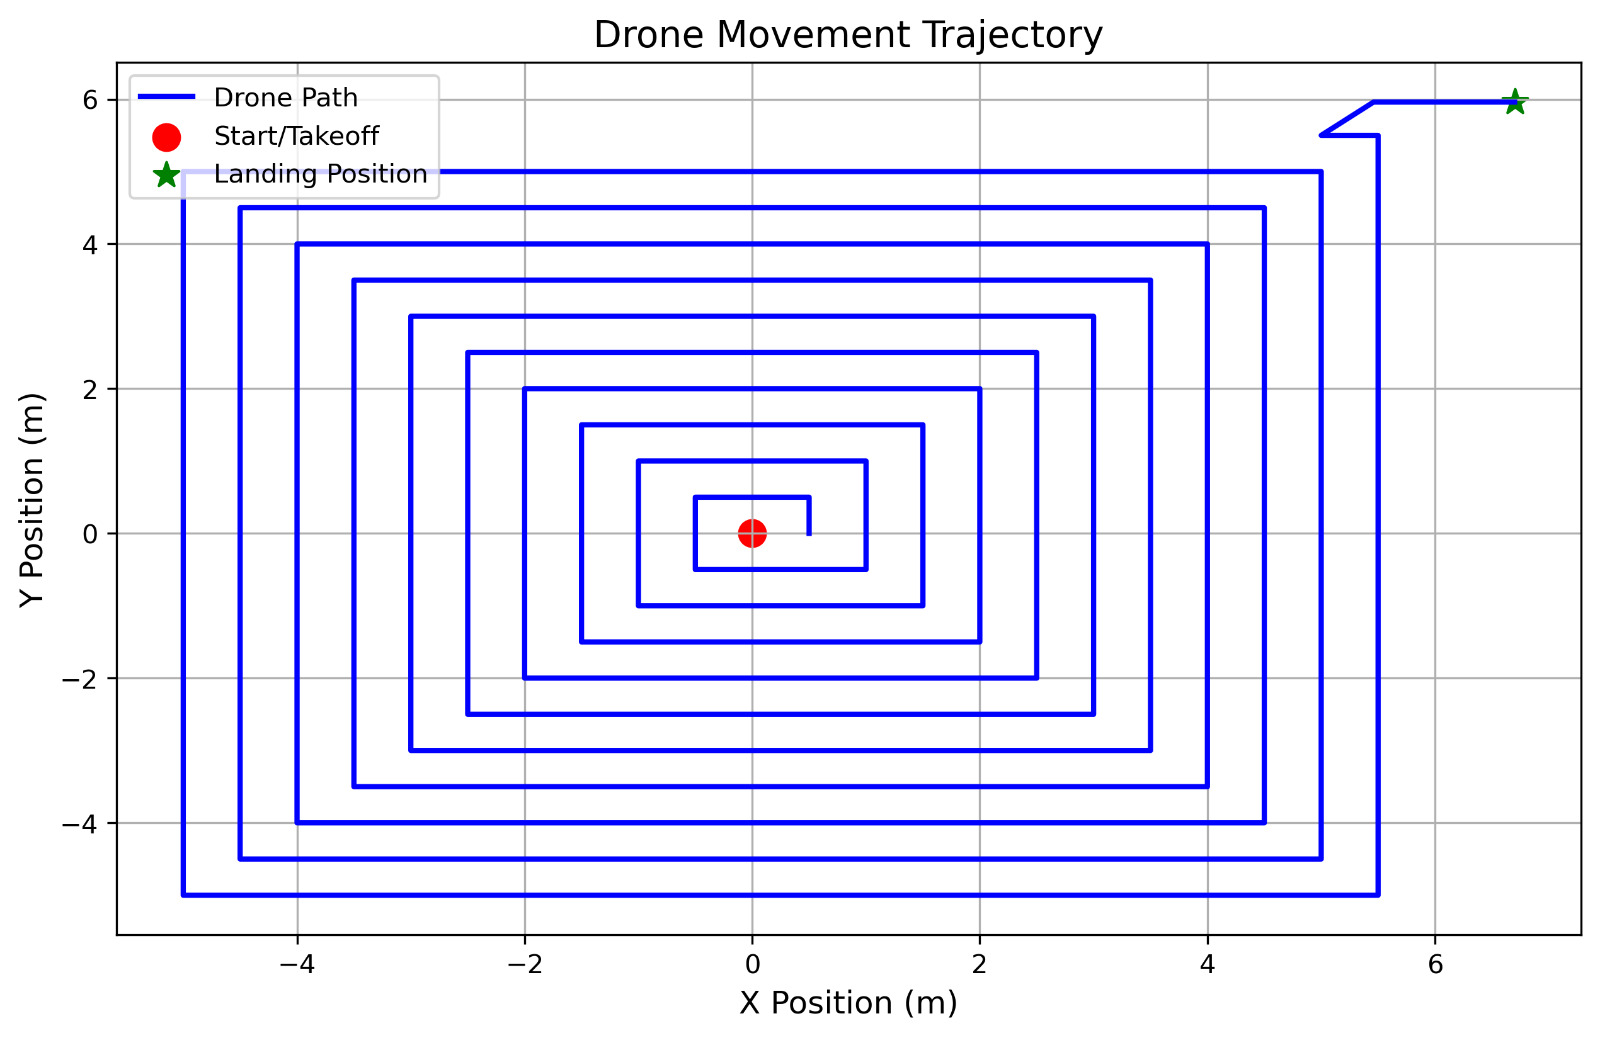 Drone Movement Trajectory
Drone Path
Start/Takeoff
Landing Position
Y Position (m)
6
4
2
0
−2
−4
−4
−2
0
2
4
6
X Position (m)